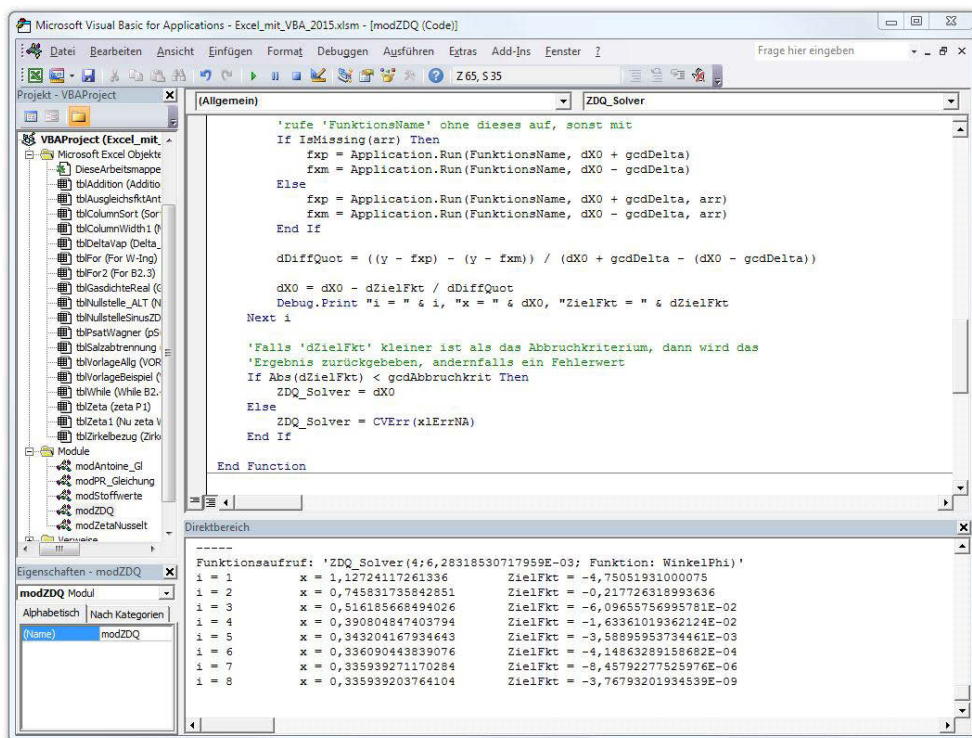 Microsoft Visual Basic for Applications - Excel_mit_VBA_2015.xlsm - [modZDQ (Code)]
Datei Bearbeiten Ansicht Einfügen Format Debuggen Ausführen Extras Add-Ins Fenster ?
Frage hier eingeben
Z 65, S 35
Projekt - VBAProject
VBAProject (Excel_mit_
Microsoft Excel Objekte
DieseArbeitsmappe
tblAddition (Additio
tblAusgleichsfktAnt
tblColumnSort (Sor
tblColumnWidth1 (N
tblDeltaVap (Delta_
tblFor (For W-Ing)
tblFor2 (For B2.3)
tblGasdichteReal (G
tblNullstelle_ALT (N
tblNullstelleSinusZD
tblPsatWagner (pS
tblSalzabtrennung
tblVorlageAllg (VOR
tblVorlageBeispiel (
tblWhile (While B2.
tblZeta (zeta P1)
tblZeta1 (Nu zeta W
tblZirkelbezug (Zirk
Module
modAntoine_Gl
modPR_Gleichung
modStoffwerte
modZDQ
modZetaNusselt
Verweise
Eigenschaften - modZDQ
modZDQ Modul
Alphabetisch Nach Kategorien
(Name) modZDQ
(Allgemein) ZDQ_Solver
'rufe 'FunktionsName' ohne dieses auf, sonst mit
If IsMissing(arr) Then
fxp = Application.Run(FunktionsName, dX0 + gcdDelta)
fxm = Application.Run(FunktionsName, dX0 - gcdDelta)
Else
fxp = Application.Run(FunktionsName, dX0 + gcdDelta, arr)
fxm = Application.Run(FunktionsName, dX0 - gcdDelta, arr)
End If
dDiffQuot = ((y - fxp) - (y - fxm)) / (dX0 + gcdDelta - (dX0 - gcdDelta))
dX0 = dX0 - dZielFkt / dDiffQuot
Debug.Print "i = " & i, "x = " & dX0, "ZielFkt = " & dZielFkt
Next i
'Falls 'dZielFkt' kleiner ist als das Abbruchkriterium, dann wird das
'Ergebnis zurückgebeben, andernfalls ein Fehlerwert
If Abs(dZielFkt) < gcdAbbruchkrit Then
ZDQ_Solver = dX0
Else
ZDQ_Solver = CVErr(xlErrNA)
End If
End Function
Direktbereich
-----
Funktionsaufruf: 'ZDQ_Solver(4;6,28318530717959E-03; Funktion: WinkelPhi)'
i = 1 x = 1,12724117261336 ZielFkt = -4,75051931000075
i = 2 x = 0,745831735842851 ZielFkt = -0,217726318993636
i = 3 x = 0,516185668494026 ZielFkt = -6,09655756995781E-02
i = 4 x = 0,390804847403794 ZielFkt = -1,63361019362124E-02
i = 5 x = 0,343204167934643 ZielFkt = -3,58895953734461E-03
i = 6 x = 0,336090443839076 ZielFkt = -4,14863289158682E-04
i = 7 x = 0,335939271170284 ZielFkt = -8,45792277525976E-06
i = 8 x = 0,335939203764104 ZielFkt = -3,76793201934539E-09